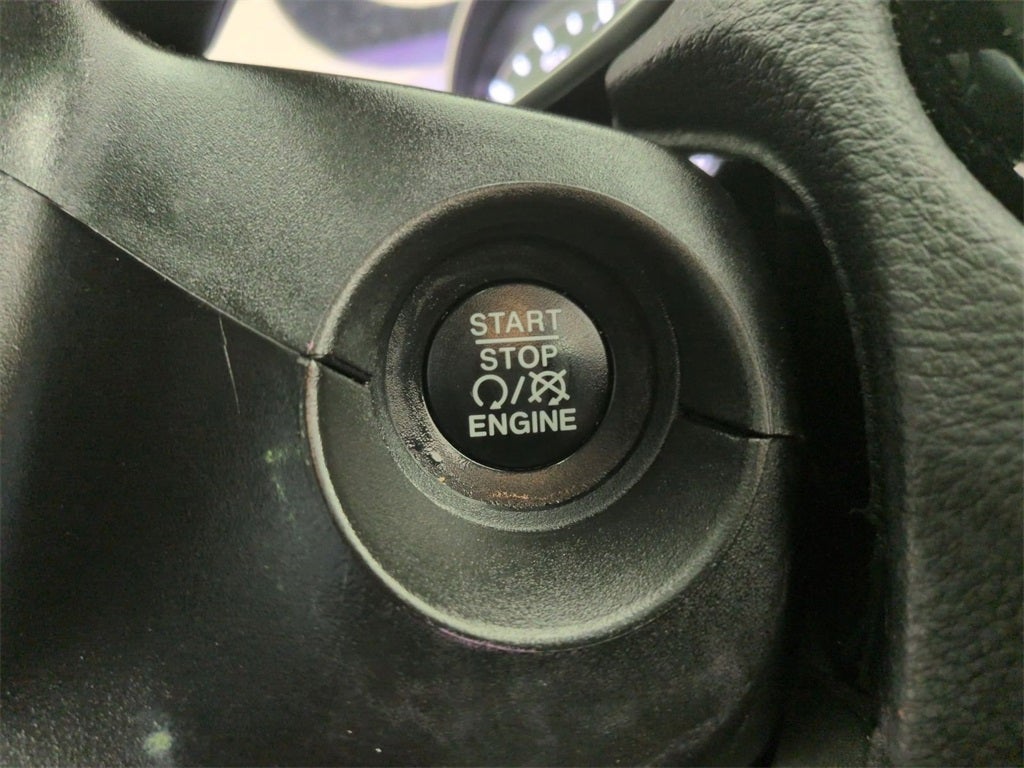 START
STOP
/
ENGINE